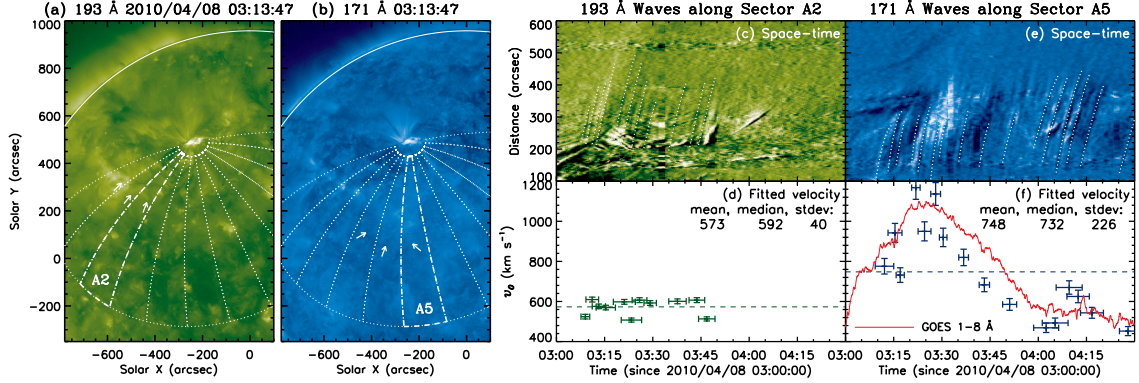 (a) 193 Å 2010/04/08 03:13:47
(b) 171 Å 03:13:47
193 Å Waves along Sector A2
171 Å Waves along Sector A5
1000
800
600
400
200
0
−200
Solar Y (arcsec)
A2
−600 −400 −200 0
Solar X (arcsec)
A5
−600 −400 −200 0
Solar X (arcsec)
(c) Space−time
600
500
400
300
200
100
Distance (arcsec)
(e) Space−time
(d) Fitted velocity
mean, median, stdev:
573 592 40
1200
1000
800
600
400
vθ (km s⁻¹)
03:00 03:15 03:30 03:45 04:00 04:15
Time (since 2010/04/08 03:00:00)
(f) Fitted velocity
mean, median, stdev:
748 732 226
GOES 1−8 Å
03:00 03:15 03:30 03:45 04:00 04:15
Time (since 2010/04/08 03:00:00)